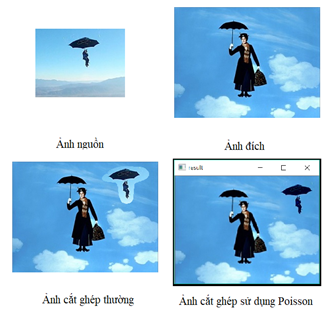 Ảnh nguồn
Ảnh đích
result
Ảnh cắt ghép thường
Ảnh cắt ghép sử dụng Poisson